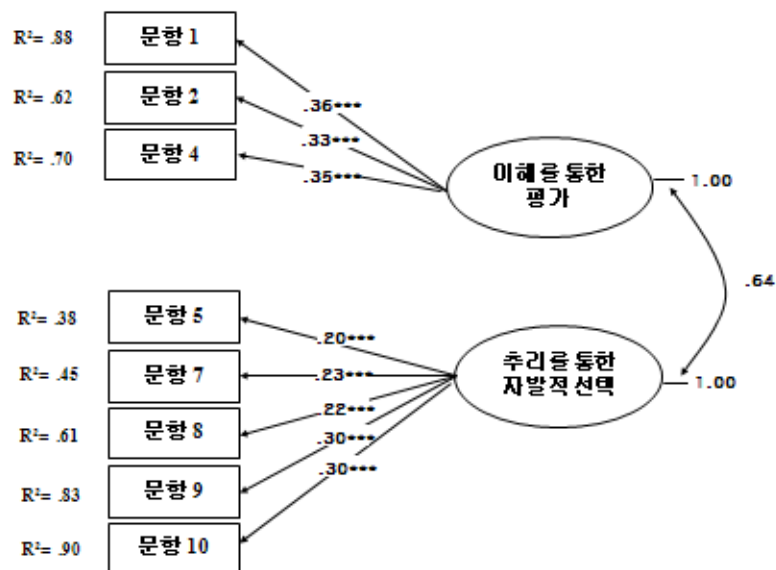 R²= .88
문항 1
R²= .62
문항 2
R²= .70
문항 4
.36***
.33***
.35***
이해를 통한
평가
1.00
.64
R²= .38
문항 5
R²= .45
문항 7
R²= .61
문항 8
R²= .83
문항 9
R²= .90
문항 10
.20***
.23***
.22***
.30***
.30***
추리를 통한
자발적 선택
1.00